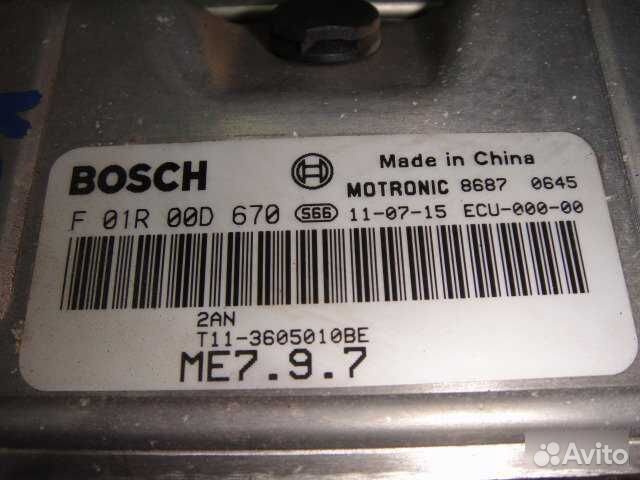 BOSCH Made in China
MOTRONIC 8687 0645
F 01R 00D 670 S66 11-07-15 ECU-000-00
2AN
T11-3605010BE
ME7.9.7
Avito